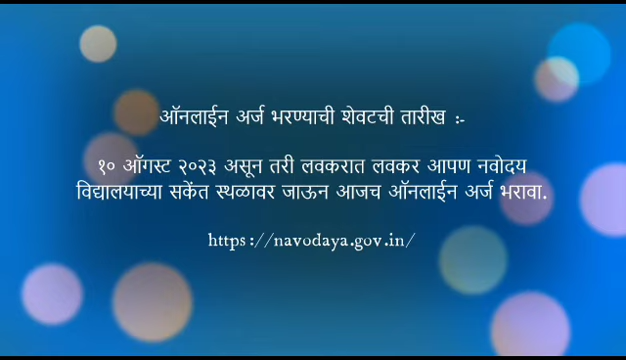 ऑनलाईन अर्ज भरण्याची शेवटची तारीख :-
१० ऑगस्ट २०२३ असून तरी लवकरात लवकर आपण नवोदय
विद्यालयाच्या सकेंत स्थळावर जाऊन आजच ऑनलाईन अर्ज भरावा.
https://navodaya.gov.in/